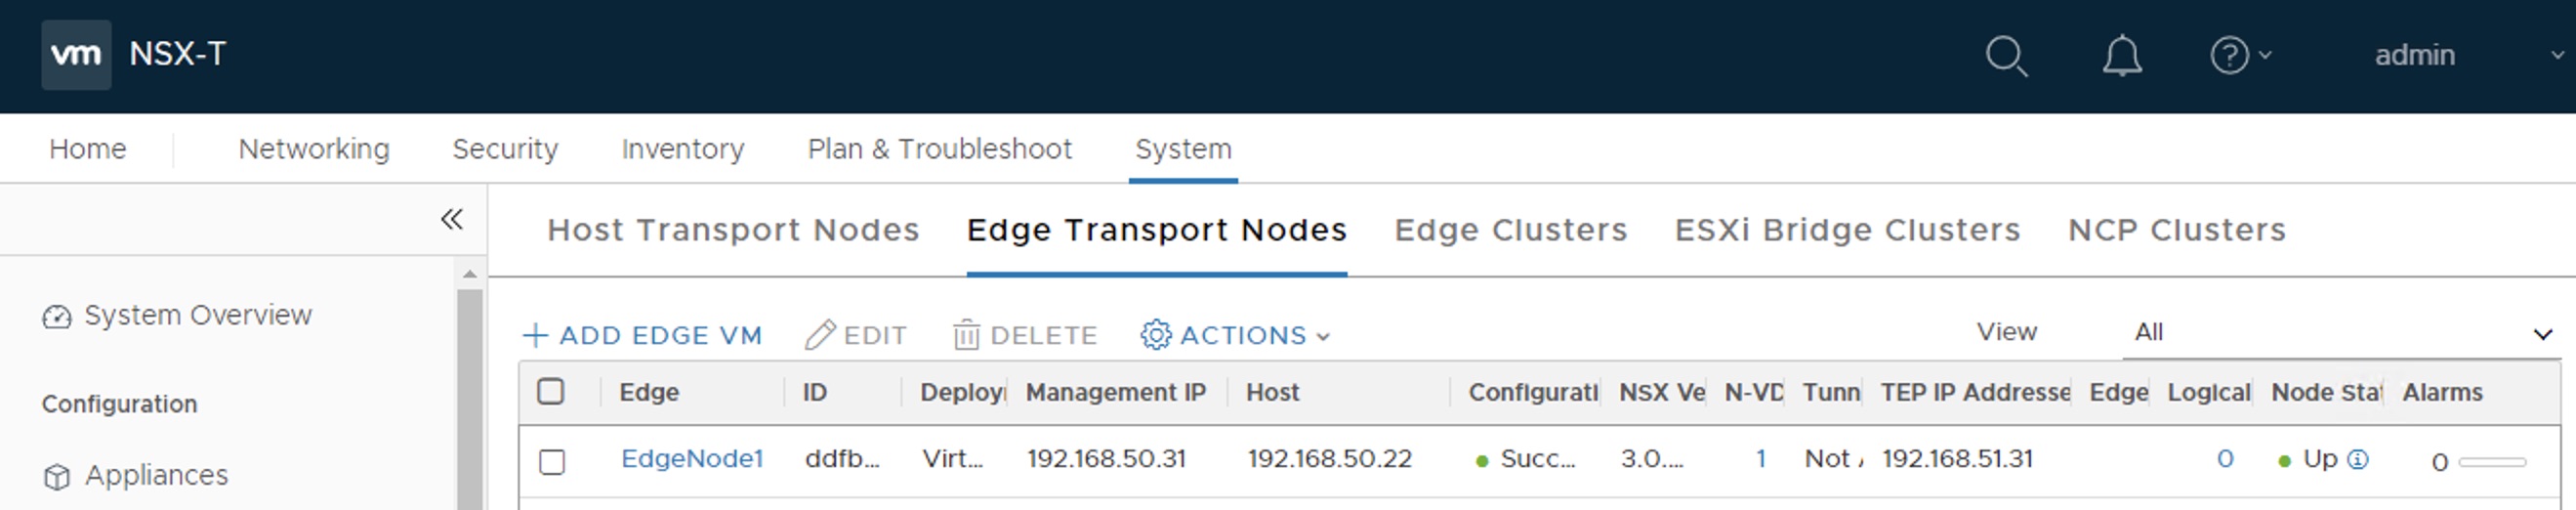 vm NSX-T admin
Home Networking Security Inventory Plan & Troubleshoot System
Host Transport Nodes Edge Transport Nodes Edge Clusters ESXi Bridge Clusters NCP Clusters
System Overview
+ ADD EDGE VM EDIT DELETE ACTIONS View All
Configuration
Edge ID Deploy Management IP Host Configurati NSX Ve N-VD Tunn TEP IP Addresse Edge Logical Node Stat Alarms
EdgeNode1 ddfb... Virt... 192.168.50.31 192.168.50.22 Succ... 3.0.... 1 Not 192.168.51.31 0 Up 0
Appliances